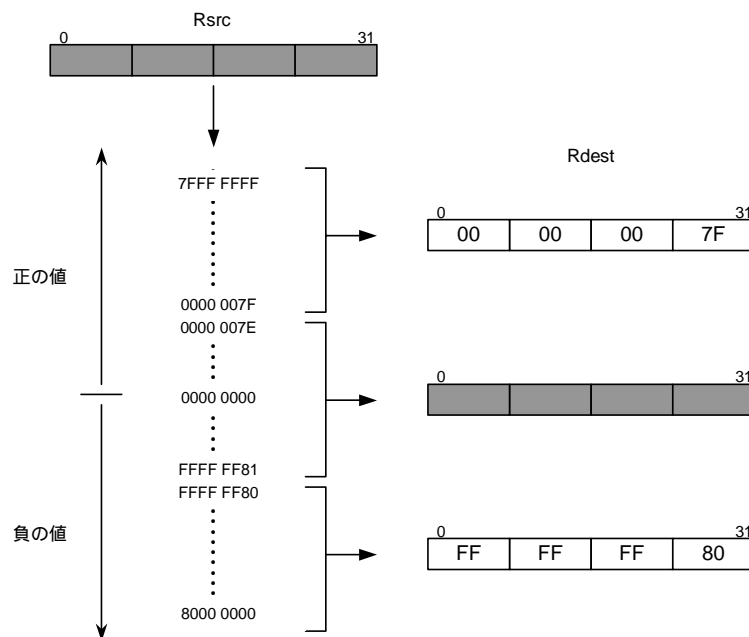 Rsrc
0 31
Rdest
7FFF FFFF
0 31
00 00 00 7F
正の値
0000 007F
0000 007E
0 31
0000 0000
FFFF FF81
FFFF FF80
負の値
0 31
FF FF FF 80
8000 0000